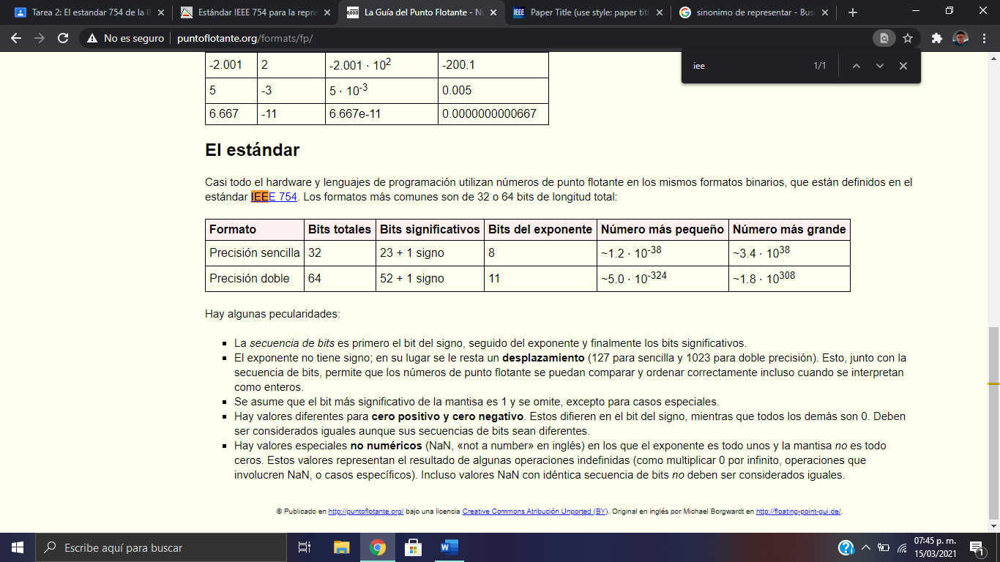 Tarea 2: El estandar 754 de la I
Estándar IEEE 754 para la repre
La Guía del Punto Flotante - N
Paper Title (use style: paper titl
sinonimo de representar - Bus
No es seguro
puntoflotante.org/formats/fp/
iee
1/1
-2.001 2 -2.001 · 10² -200.1
5 -3 5 · 10⁻³ 0.005
6.667 -11 6.667e-11 0.0000000000667
El estándar
Casi todo el hardware y lenguajes de programación utilizan números de punto flotante en los mismos formatos binarios, que están definidos en el
estándar IEEE 754. Los formatos más comunes son de 32 o 64 bits de longitud total:
Formato Bits totales Bits significativos Bits del exponente Número más pequeño Número más grande
Precisión sencilla 32 23 + 1 signo 8 ~1.2 · 10⁻³⁸ ~3.4 · 10³⁸
Precisión doble 64 52 + 1 signo 11 ~5.0 · 10⁻³²⁴ ~1.8 · 10³⁰⁸
Hay algunas pecularidades:
La secuencia de bits es primero el bit del signo, seguido del exponente y finalmente los bits significativos.
El exponente no tiene signo; en su lugar se le resta un desplazamiento (127 para sencilla y 1023 para doble precisión). Esto, junto con la
secuencia de bits, permite que los números de punto flotante se puedan comparar y ordenar correctamente incluso cuando se interpretan
como enteros.
Se asume que el bit más significativo de la mantisa es 1 y se omite, excepto para casos especiales.
Hay valores diferentes para cero positivo y cero negativo. Estos difieren en el bit del signo, mientras que todos los demás son 0. Deben
ser considerados iguales aunque sus secuencias de bits sean diferentes.
Hay valores especiales no numéricos (NaN, «not a number» en inglés) en los que el exponente es todo unos y la mantisa no es todo
ceros. Estos valores representan el resultado de algunas operaciones indefinidas (como multiplicar 0 por infinito, operaciones que
involucren NaN, o casos específicos). Incluso valores NaN con idéntica secuencia de bits no deben ser considerados iguales.
© Publicado en http://puntoflotante.org/ bajo una licencia Creative Commons Atribución Unported (BY). Original en inglés por Michael Borgwardt en http://floating-point-gui.de/.
Escribe aquí para buscar
07:45 p. m.
15/03/2021
1